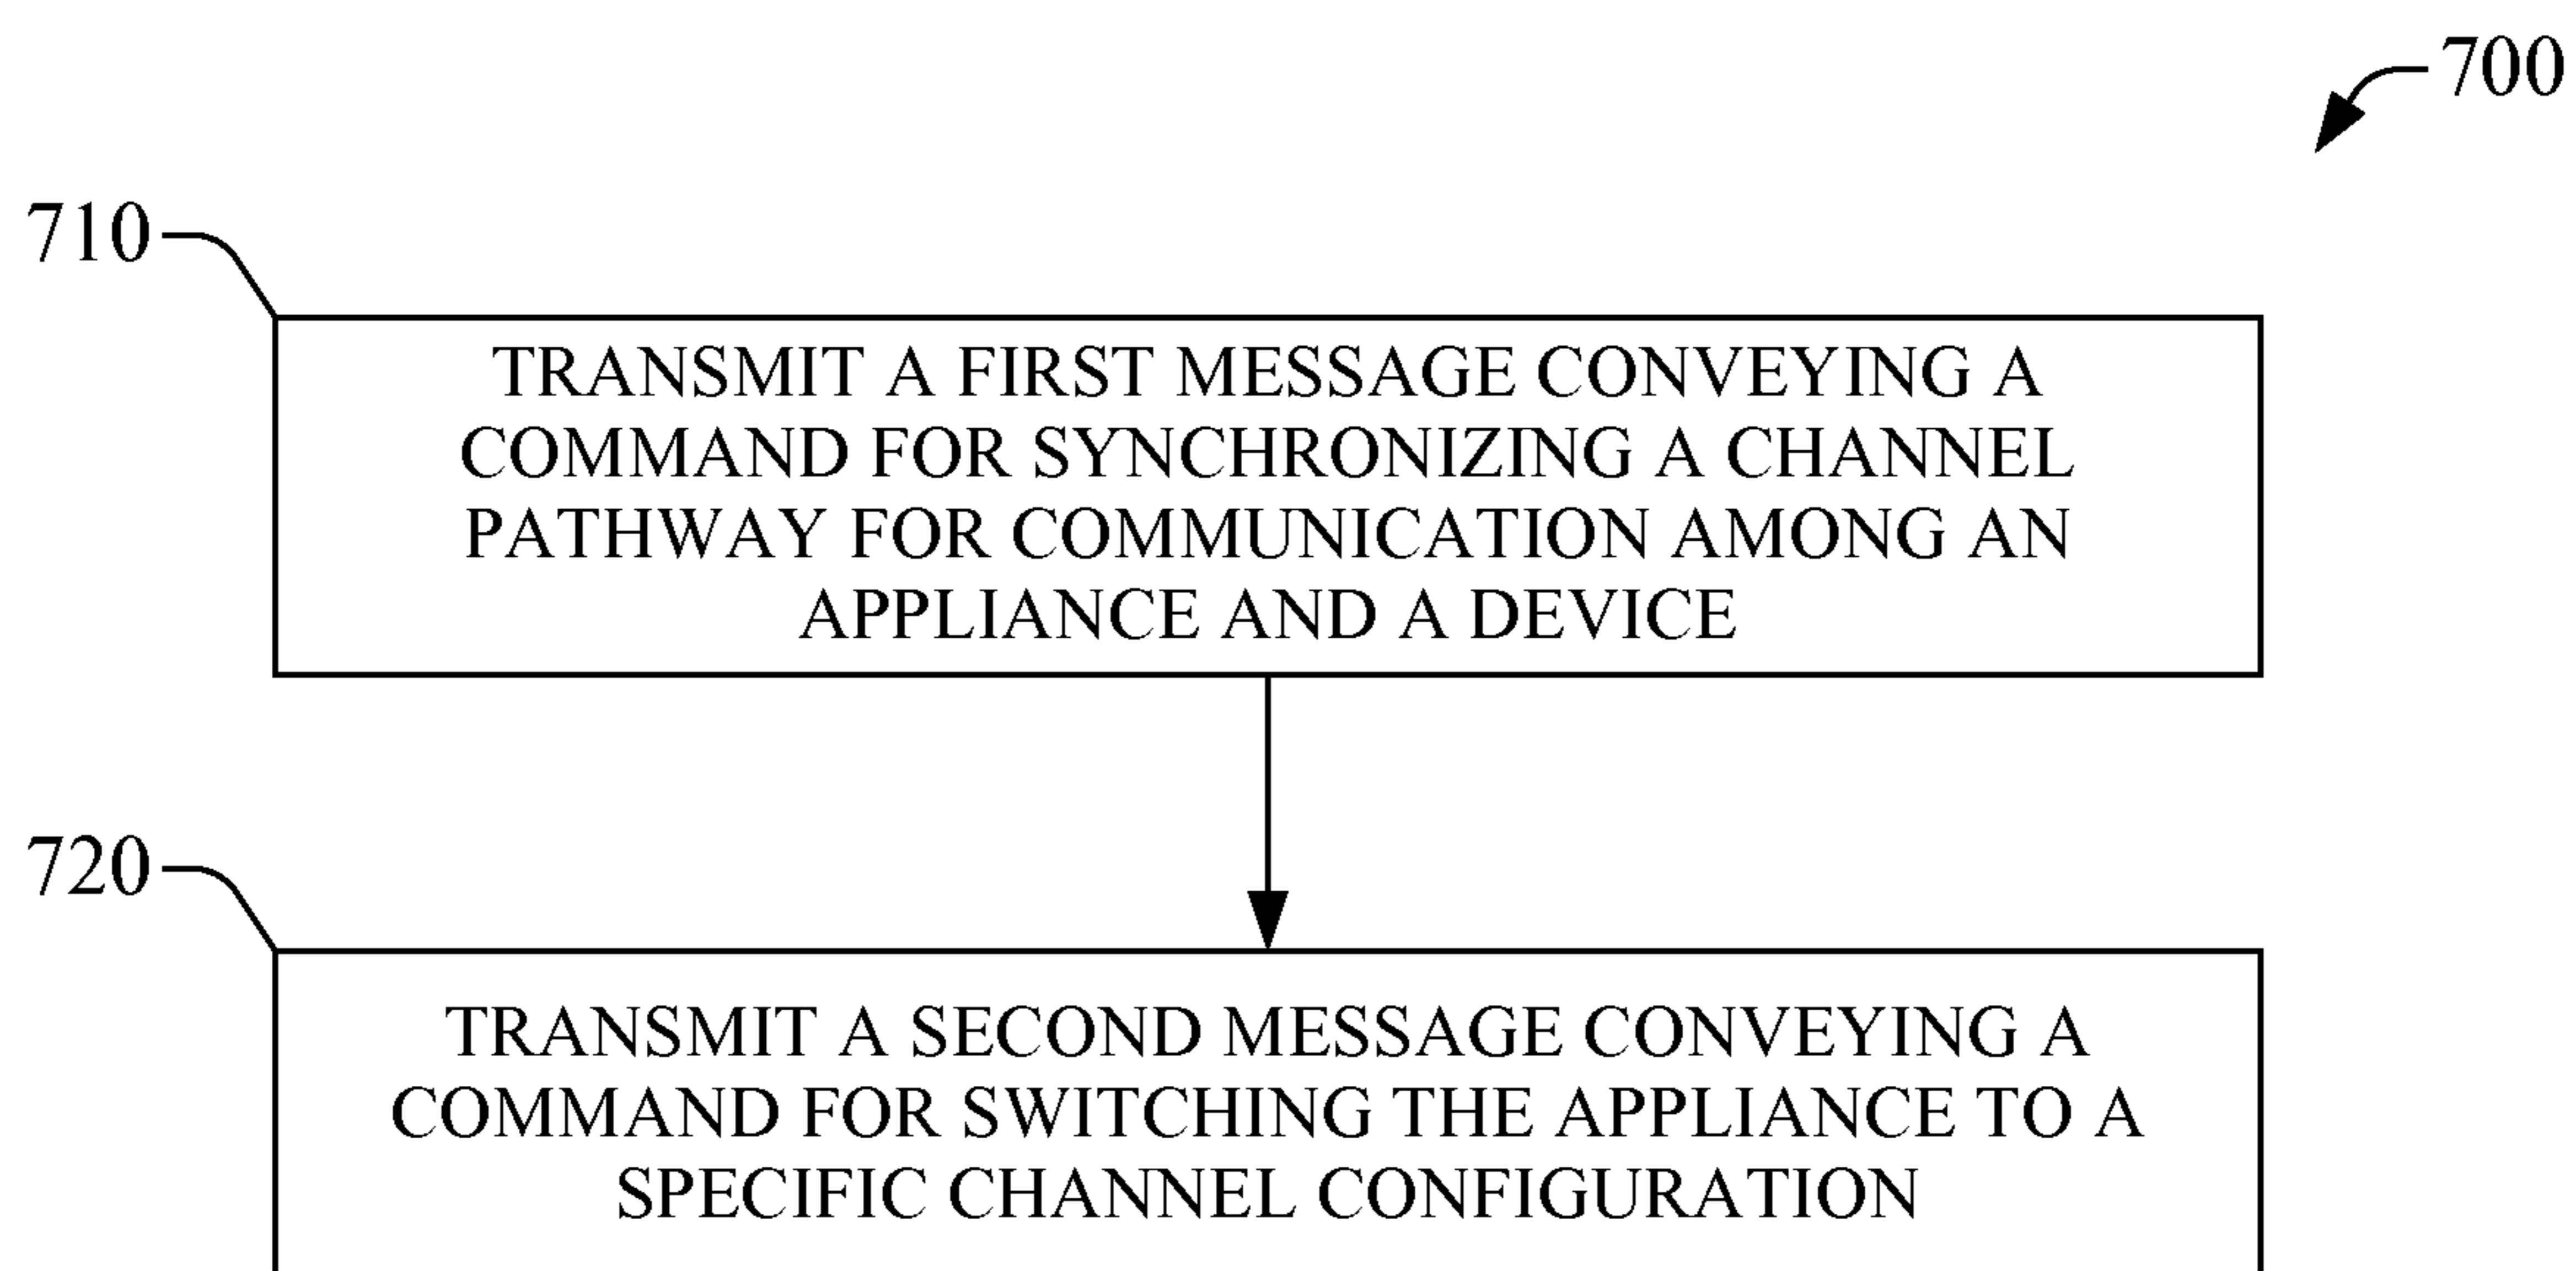 700
710
TRANSMIT A FIRST MESSAGE CONVEYING A
COMMAND FOR SYNCHRONIZING A CHANNEL
PATHWAY FOR COMMUNICATION AMONG AN
APPLIANCE AND A DEVICE
720
TRANSMIT A SECOND MESSAGE CONVEYING A
COMMAND FOR SWITCHING THE APPLIANCE TO A
SPECIFIC CHANNEL CONFIGURATION